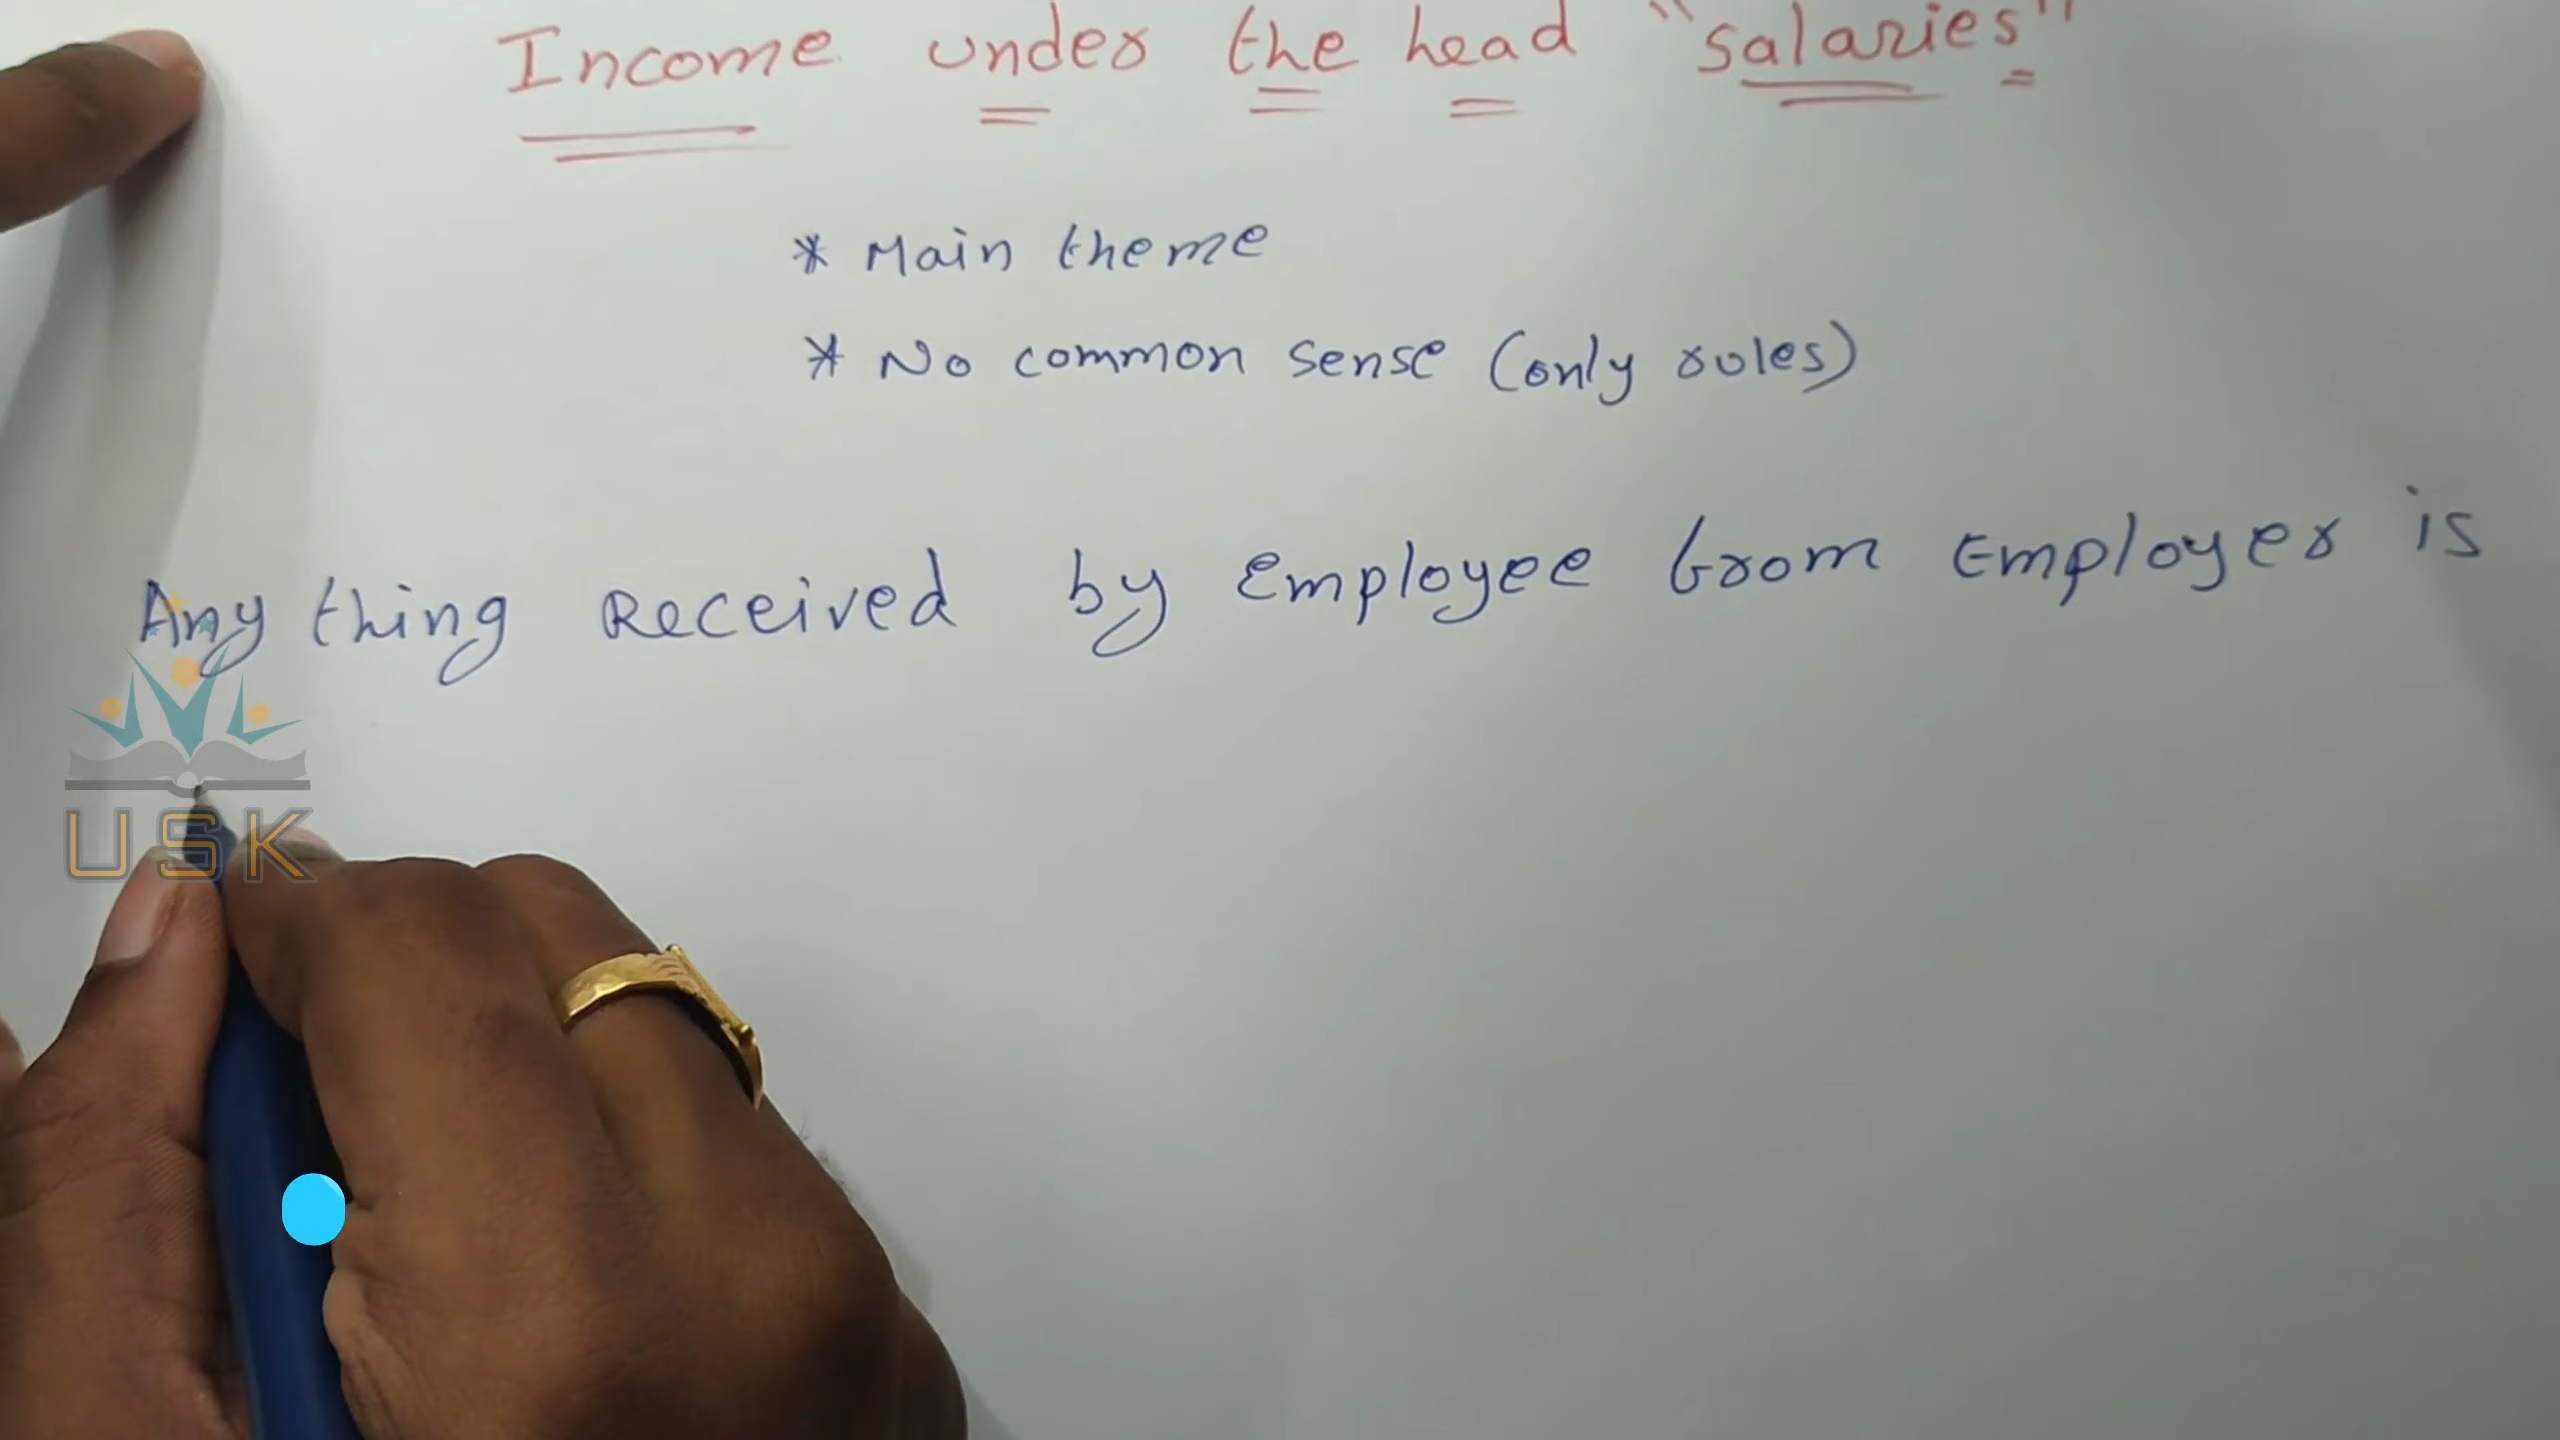 Income under the head "Salaries"
* Main theme
* No common sense (only rules)
Any thing Received by Employee from Employer is
USK